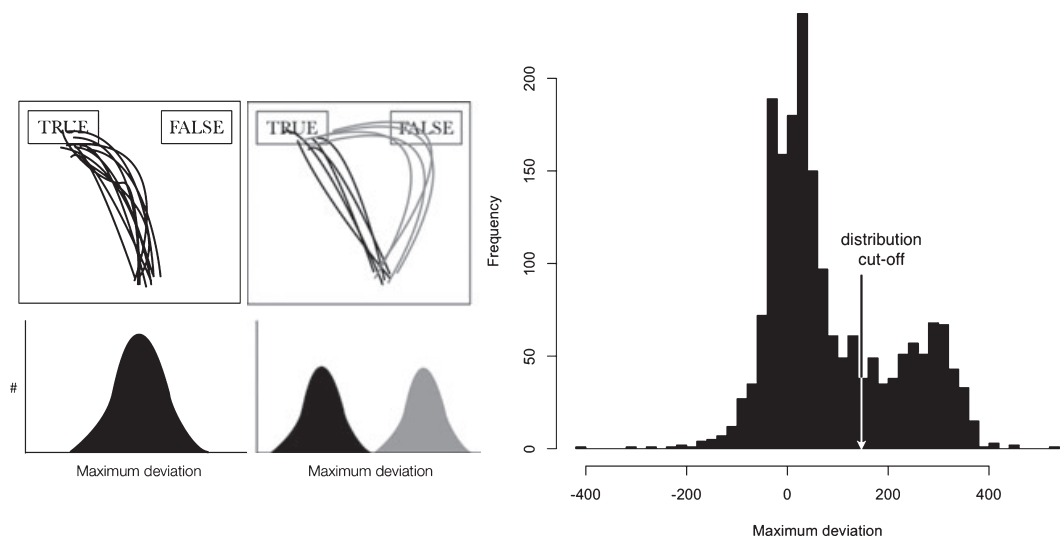 TRUE
FALSE
TRUE
FALSE
#
Maximum deviation
Maximum deviation
Frequency
200
150
100
50
0
distribution
cut-off
-400
-200
0
200
400
Maximum deviation